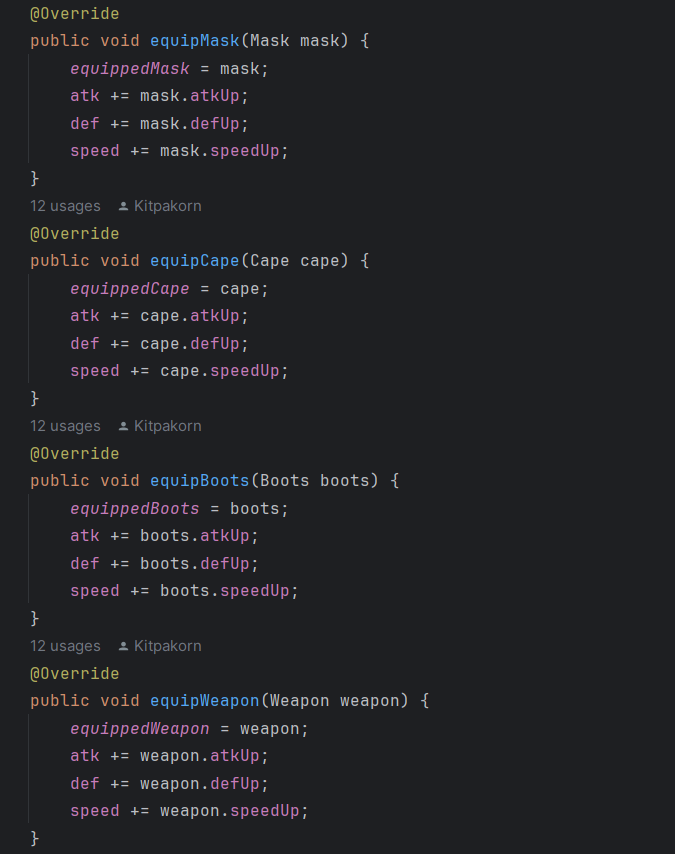 @Override
public void equipMask(Mask mask) {
    equippedMask = mask;
    atk += mask.atkUp;
    def += mask.defUp;
    speed += mask.speedUp;
}
12 usages Kitpakorn
@Override
public void equipCape(Cape cape) {
    equippedCape = cape;
    atk += cape.atkUp;
    def += cape.defUp;
    speed += cape.speedUp;
}
12 usages Kitpakorn
@Override
public void equipBoots(Boots boots) {
    equippedBoots = boots;
    atk += boots.atkUp;
    def += boots.defUp;
    speed += boots.speedUp;
}
12 usages Kitpakorn
@Override
public void equipWeapon(Weapon weapon) {
    equippedWeapon = weapon;
    atk += weapon.atkUp;
    def += weapon.defUp;
    speed += weapon.speedUp;
}